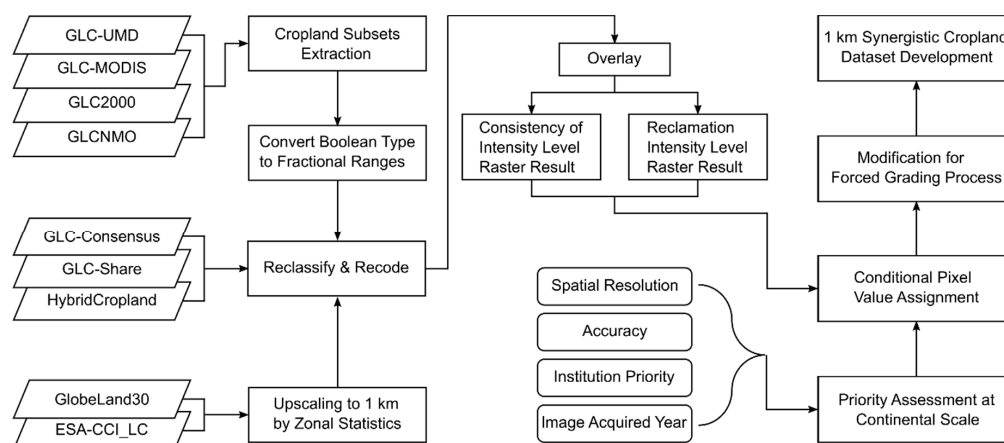 GLC-UMD
GLC-MODIS
GLC2000
GLCNMO
Cropland Subsets
Extraction
Convert Boolean Type
to Fractional Ranges
GLC-Consensus
GLC-Share
HybridCropland
Reclassify & Recode
GlobeLand30
ESA-CCI_LC
Upscaling to 1 km
by Zonal Statistics
Overlay
Consistency of
Intensity Level
Raster Result
Reclamation
Intensity Level
Raster Result
Spatial Resolution
Accuracy
Institution Priority
Image Acquired Year
1 km Synergistic Cropland
Dataset Development
Modification for
Forced Grading Process
Conditional Pixel
Value Assignment
Priority Assessment at
Continental Scale